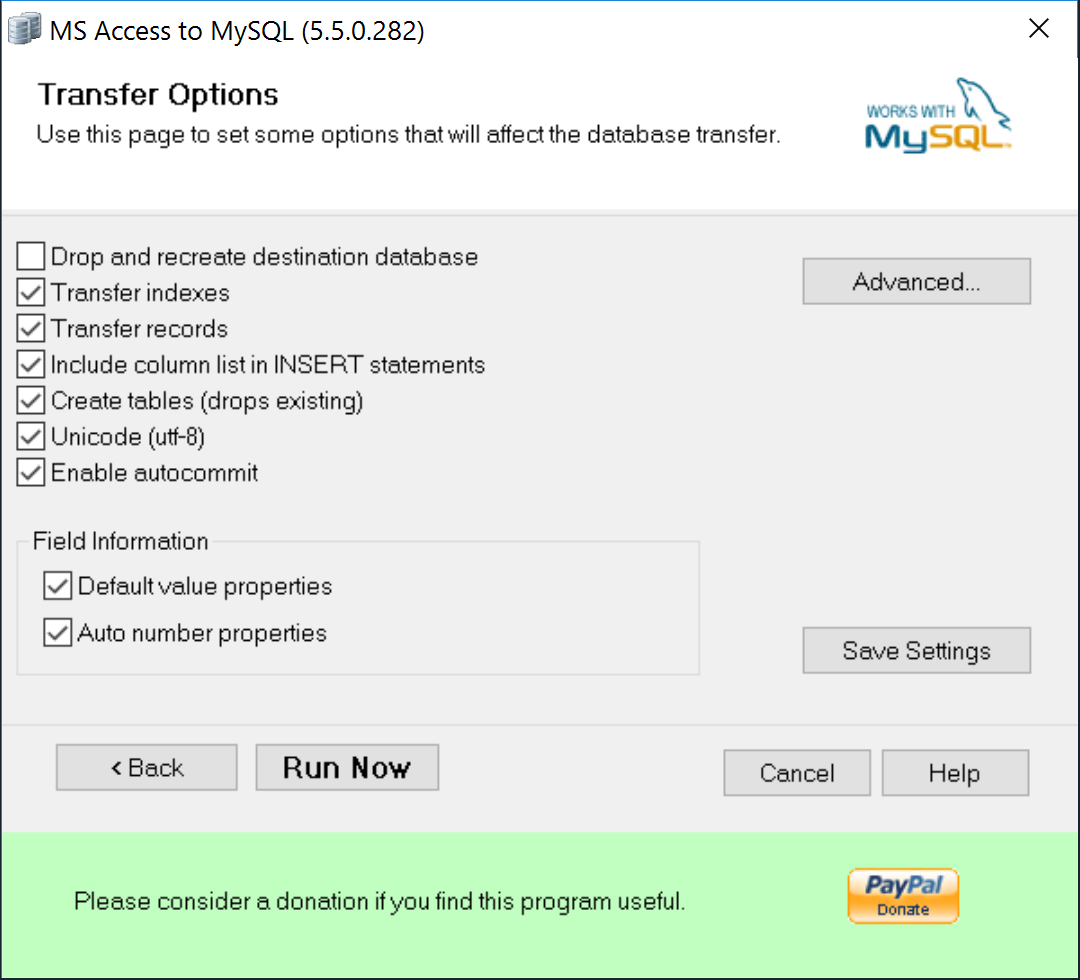 MS Access to MySQL (5.5.0.282)
Transfer Options
Use this page to set some options that will affect the database transfer.
WORKS WITH
MySQL™
Drop and recreate destination database
Advanced...
Transfer indexes
Transfer records
Include column list in INSERT statements
Create tables (drops existing)
Unicode (utf-8)
Enable autocommit
Field Information
Default value properties
Auto number properties
Save Settings
< Back
Run Now
Cancel
Help
Please consider a donation if you find this program useful.
PayPal
Donate